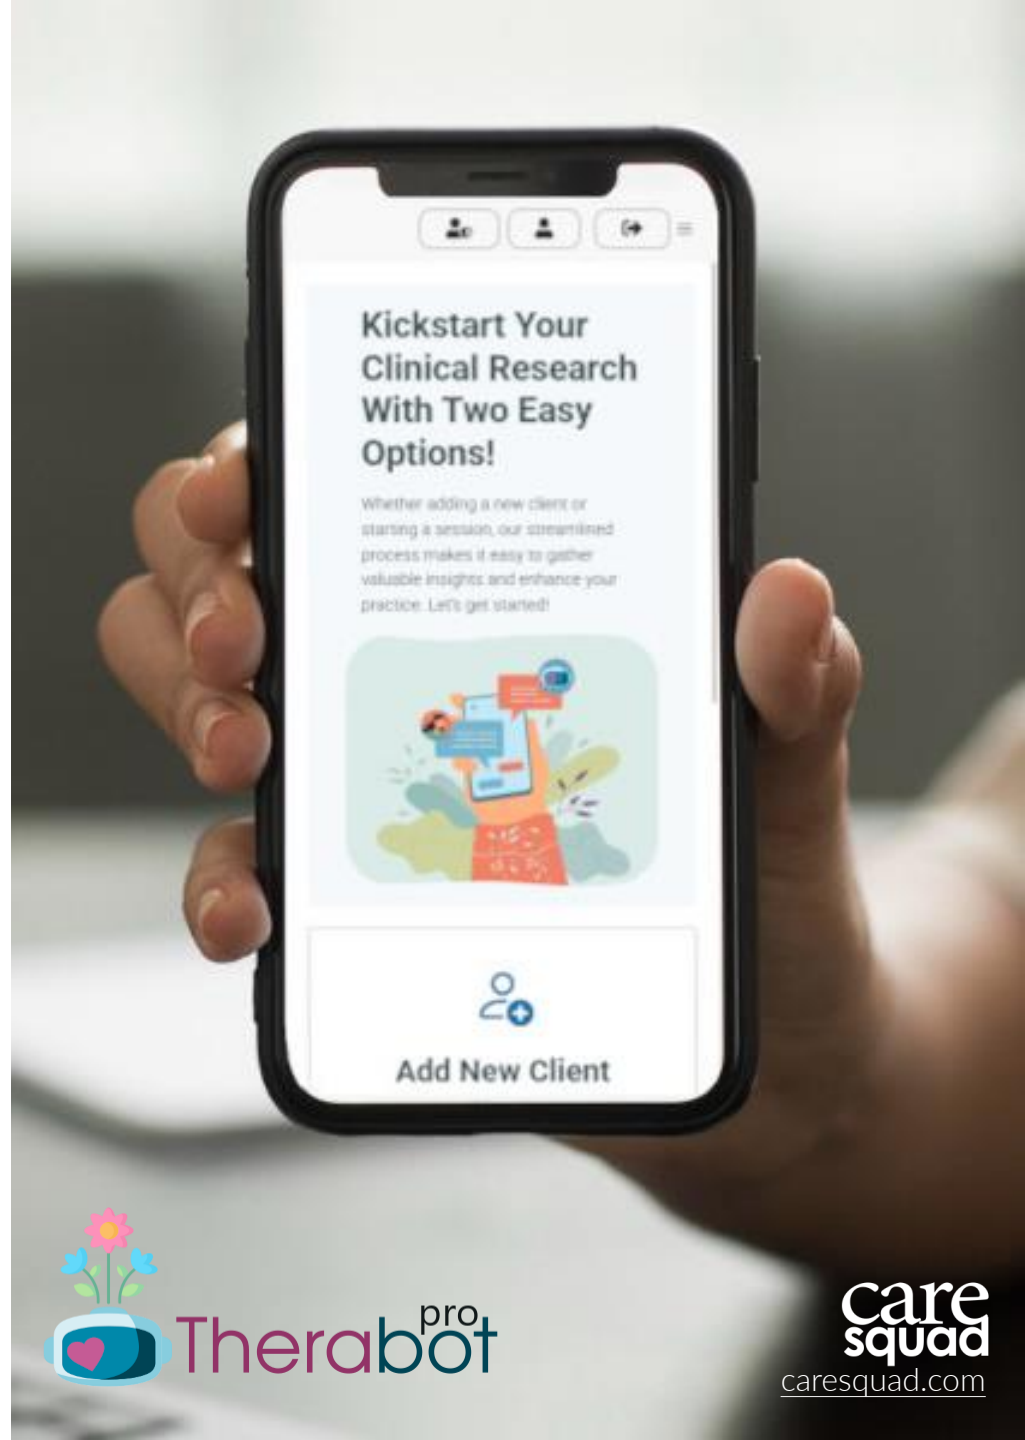 Kickstart Your
Clinical Research
With Two Easy
Options!
Whether adding a new client or
starting a session, our streamlined
process makes it easy to gather
valuable insights and enhance your
practice. Let's get started!
Add New Client
Therabot pro
care
squad
caresquad.com